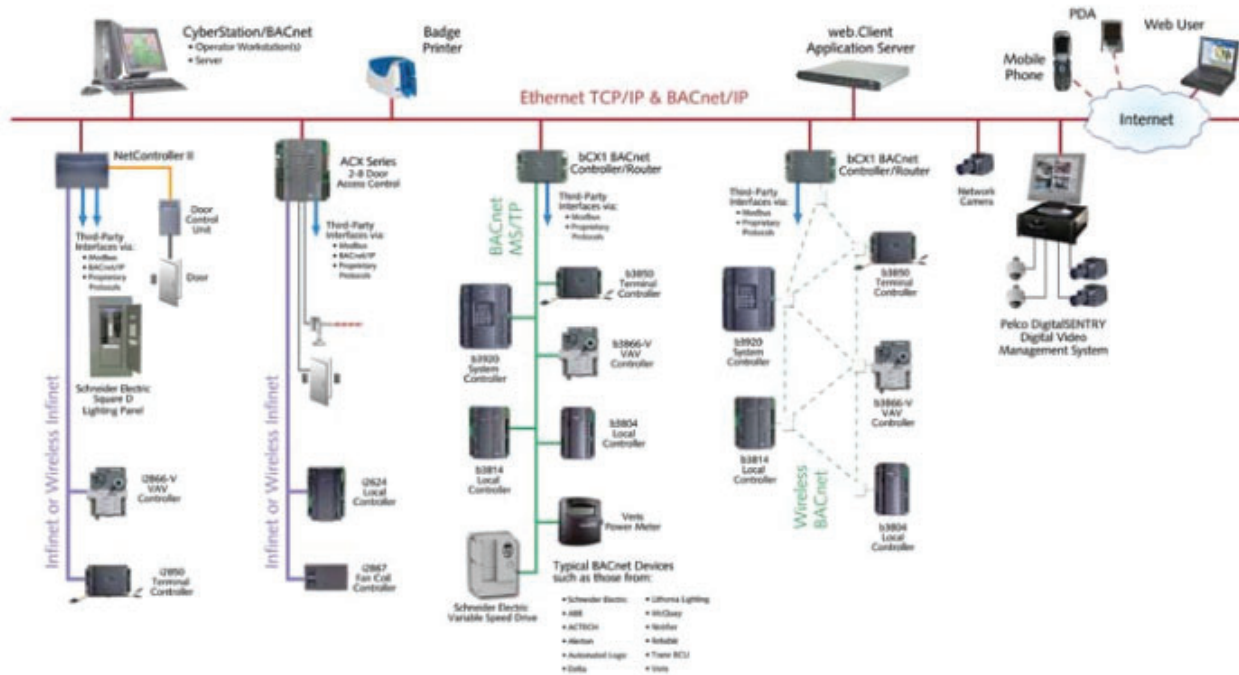 CyberStation/BACnet
• Operator Workstation(s)
• Server
Badge
Printer
web.Client
Application Server
PDA
Web User
Mobile
Phone
Ethernet TCP/IP & BACnet/IP
Internet
NetController II
Door
Control
Unit
Third-Party
Interfaces via:
• Modbus
• BACnet/IP
• Proprietary
Protocols
Door
Schneider Electric
Square D
Lighting Panel
Infinet or Wireless Infinet
i2866-V
VAV
Controller
i2850
Terminal
Controller
ACX Series
2-8 Door
Access Control
Third-Party
Interfaces via:
• Modbus
• BACnet/IP
• Proprietary
Protocols
Infinet or Wireless Infinet
i2624
Local
Controller
i2867
Fan Coil
Controller
bCX1 BACnet
Controller/Router
Third-Party
Interfaces via:
• Modbus
• Proprietary
Protocols
BACnet
MS/TP
b3850
Terminal
Controller
b3920
System
Controller
b3866-V
VAV
Controller
b3814
Local
Controller
b3804
Local
Controller
Veris
Power Meter
Schneider Electric
Variable Speed Drive
Typical BACnet Devices
such as those from:
• Schneider Electric
• ABB
• ACTECH
• Alerton
• Automated Logic
• Delta
• Lithonia Lighting
• McQuay
• Notifier
• Reliable
• Trane BCU
• Veris
bCX1 BACnet
Controller/Router
Third-Party
Interfaces via:
• Modbus
• Proprietary
Protocols
b3850
Terminal
Controller
b3920
System
Controller
b3866-V
VAV
Controller
b3814
Local
Controller
Wireless
BACnet
b3804
Local
Controller
Network
Camera
Pelco DigitalSENTRY
Digital Video
Management System